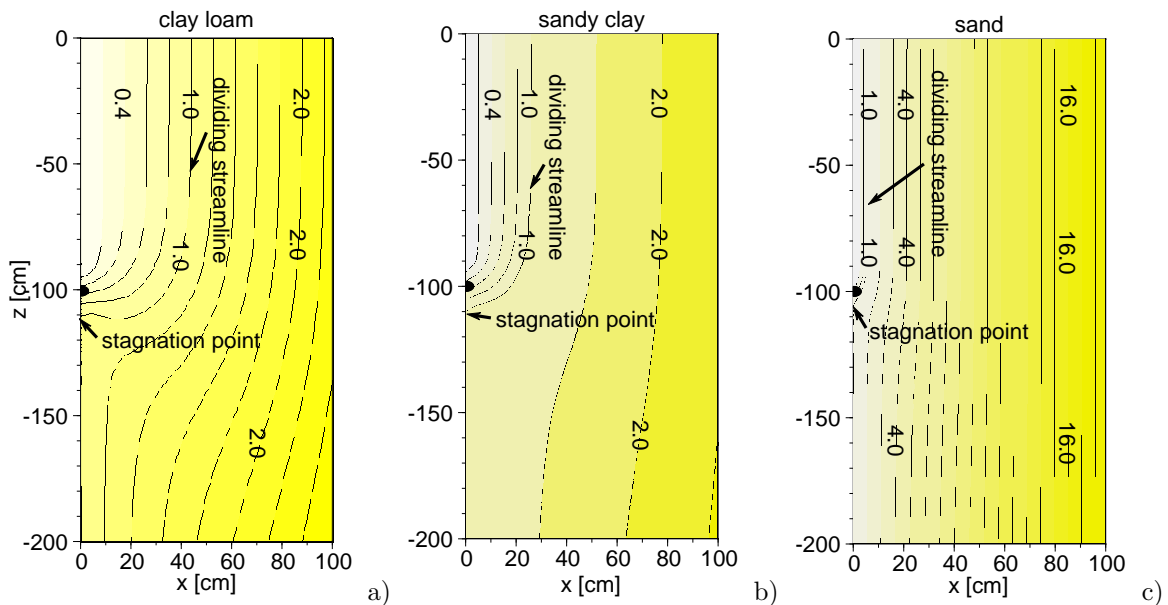 clay loam
0
-50
-100
-150
-200
z [cm]
0 20 40 60 80 100
x [cm]
0.4
1.0
2.0
dividing streamline
1.0
2.0
stagnation point
2.0
a)
sandy clay
0
-50
-100
-150
-200
0 20 40 60 80 100
x [cm]
0.4
1.0
2.0
dividing streamline
1.0
2.0
stagnation point
2.0
b)
sand
0
-50
-100
-150
-200
0 20 40 60 80 100
x [cm]
1.0
4.0
16.0
dividing streamline
1.0
4.0
16.0
stagnation point
4.0
16.0
c)